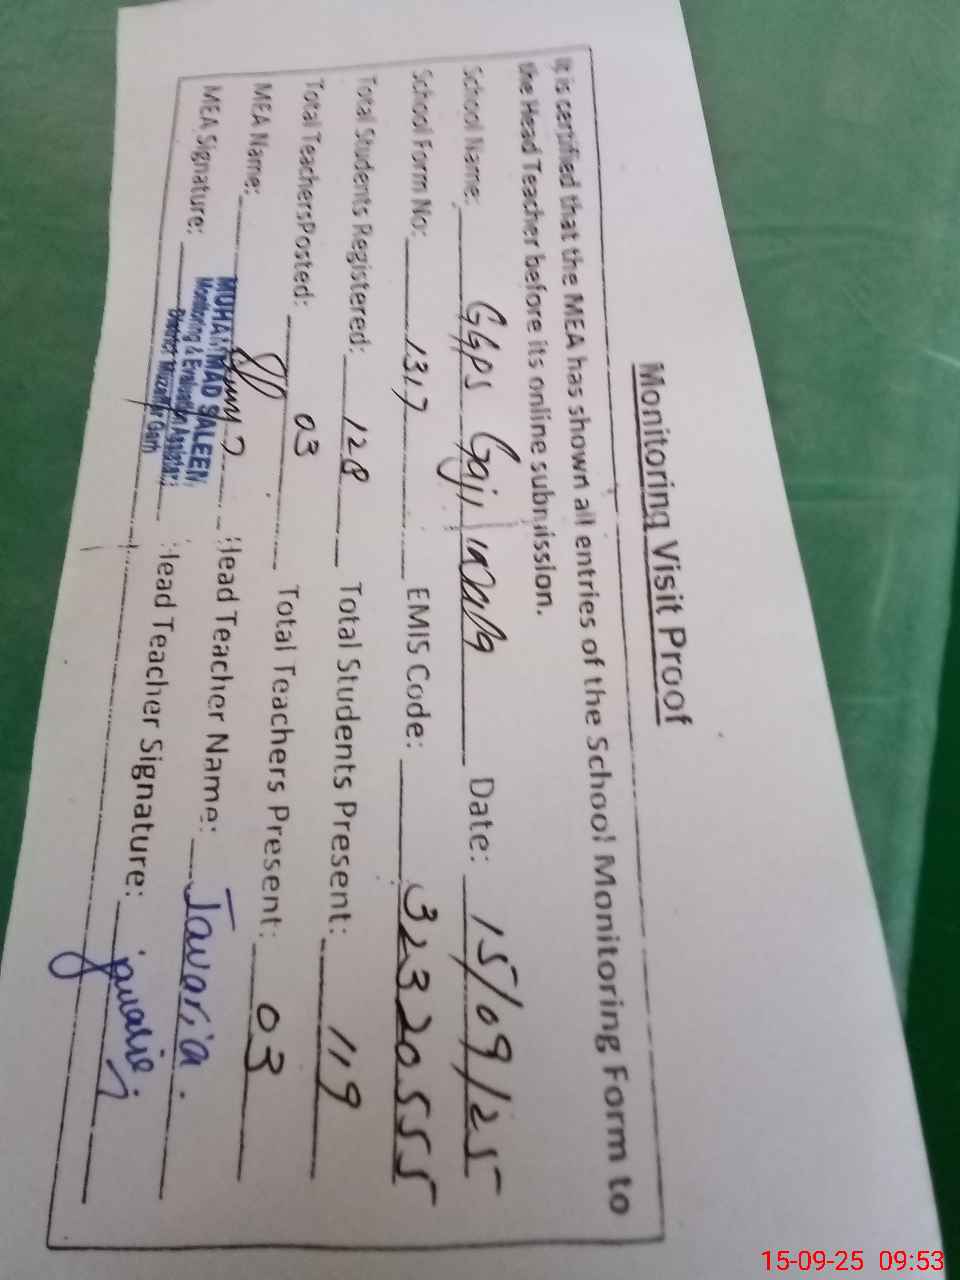 Monitoring Visit Proof
It is certified that the MEA has shown all entries of the School Monitoring Form to
the Head Teacher before its online submission.
School Name: GGPS Date: 15/09/25
School Form No: 1317 EMIS Code: 32320555
Total Students Registered: 128 Total Students Present: 119
Total Teachers Posted: 03 Total Teachers Present: 03
MEA Name: Head Teacher Name: Javaria.
MUHAMMAD SALEEM
MEA Signature: Head Teacher Signature:
Monitoring & Evaluation Assistant
District Muzaffar Garh
15-09-25 09:53